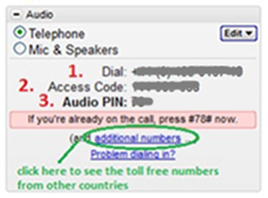 Audio
Telephone
Edit
Mic & Speakers
1. Dial:
2. Access Code:
3. Audio PIN:
If you're already on the call, press #78# now.
(and additional numbers
Problem dialing in?
click here to see the toll free numbers
from other countries